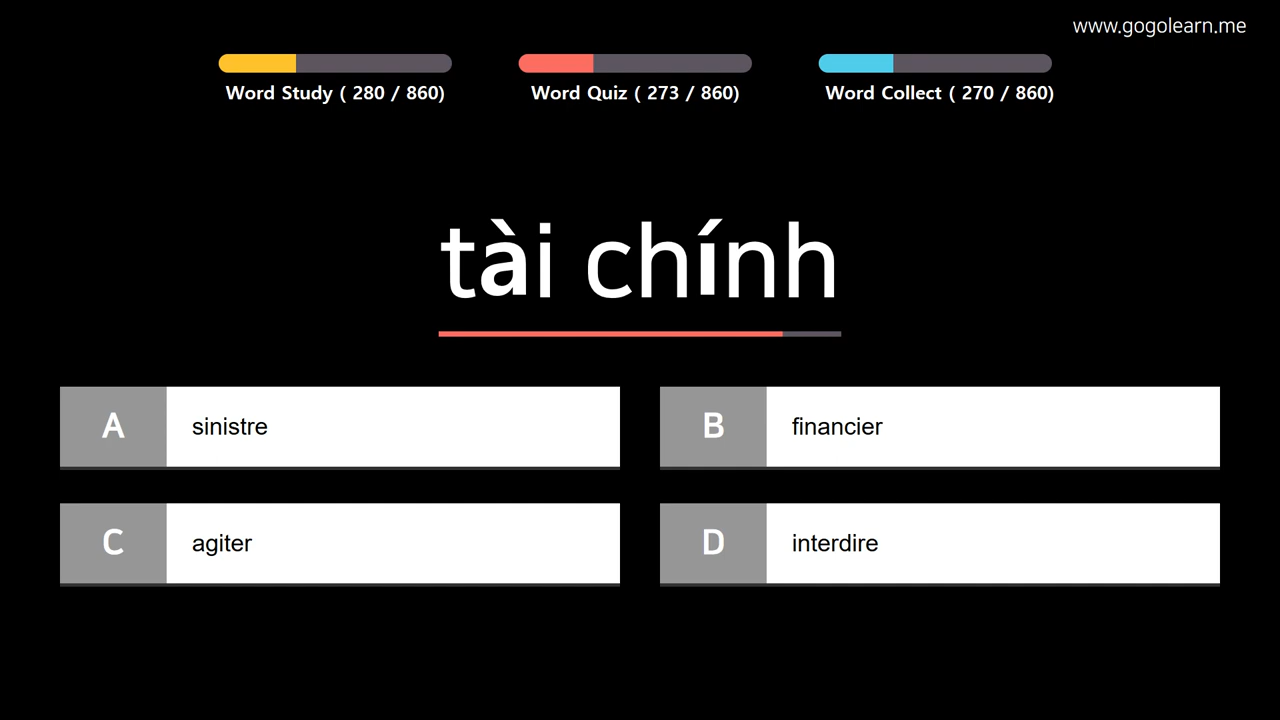 www.gogolearn.me
Word Study ( 280 / 860)
Word Quiz ( 273 / 860)
Word Collect ( 270 / 860)
tài chính
A sinistre
B financier
C agiter
D interdire